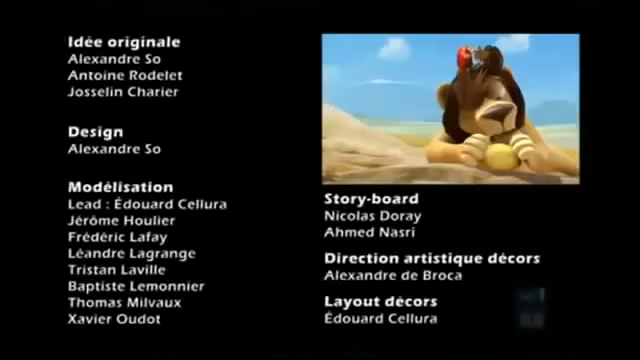 Idée originale
Alexandre So
Antoine Rodelet
Josselin Charier
Design
Alexandre So
Modélisation
Lead : Édouard Cellura
Jérôme Houlier
Frédéric Lafay
Léandre Lagrange
Tristan Laville
Baptiste Lemonnier
Thomas Milvaux
Xavier Oudot
Story-board
Nicolas Doray
Ahmed Nasri
Direction artistique décors
Alexandre de Broca
Layout décors
Édouard Cellura